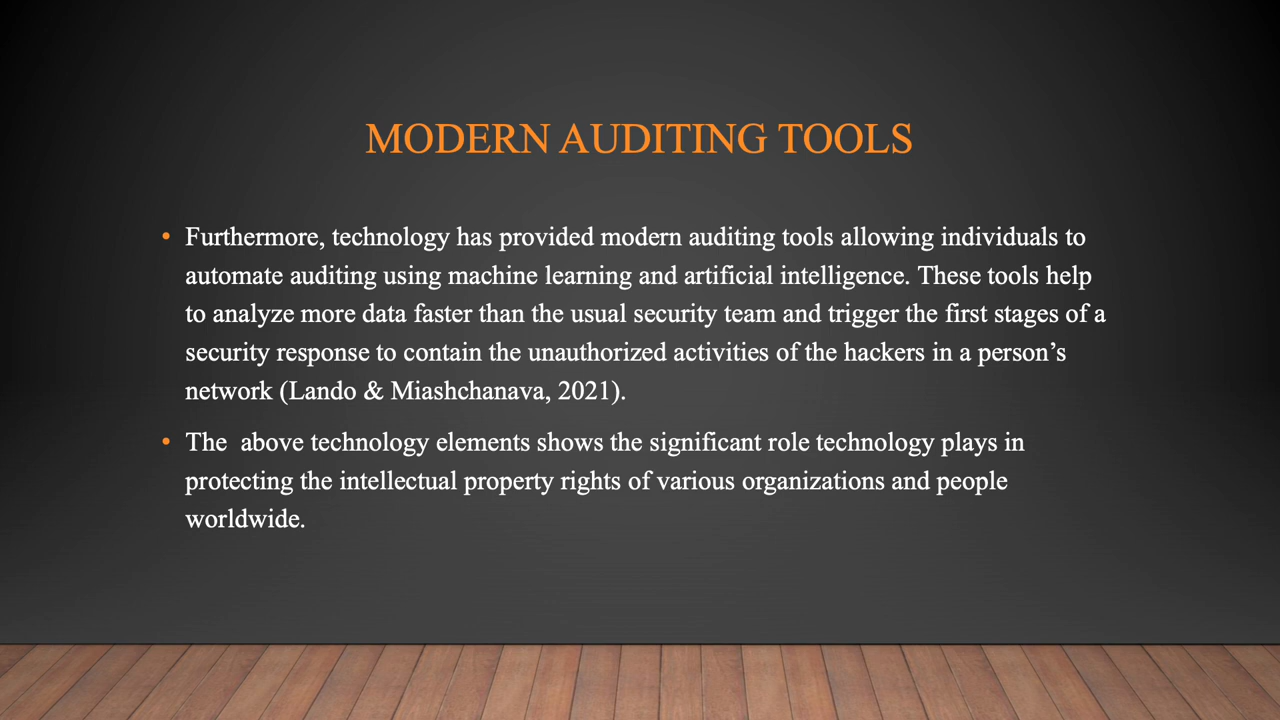 MODERN AUDITING TOOLS
• Furthermore, technology has provided modern auditing tools allowing individuals to
automate auditing using machine learning and artificial intelligence. These tools help
to analyze more data faster than the usual security team and trigger the first stages of a
security response to contain the unauthorized activities of the hackers in a person’s
network (Lando & Miashchanava, 2021).
• The  above technology elements shows the significant role technology plays in
protecting the intellectual property rights of various organizations and people
worldwide.